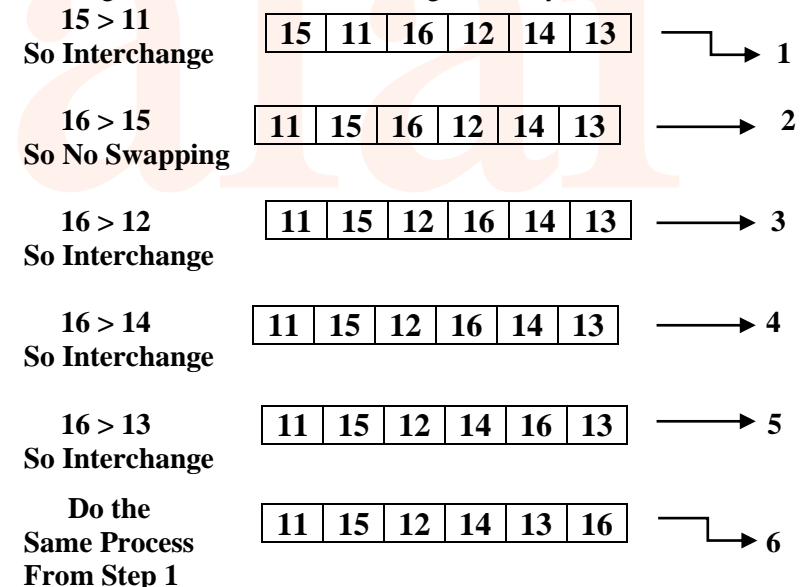 15 > 11
So Interchange
15 11 16 12 14 13
1
16 > 15
So No Swapping
11 15 16 12 14 13
2
16 > 12
So Interchange
11 15 12 16 14 13
3
16 > 14
So Interchange
11 15 12 16 14 13
4
16 > 13
So Interchange
11 15 12 14 16 13
5
Do the
Same Process
From Step 1
11 15 12 14 13 16
6